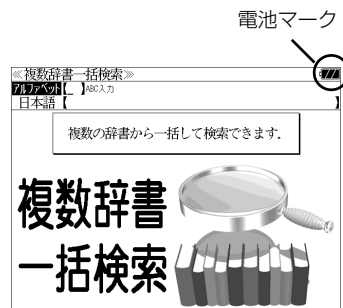 電池マーク
≪複数辞書一括検索≫
アルファベット【_ 】ABC入力
日本語【 】
複数の辞書から一括して検索できます．
複数辞書
一括検索